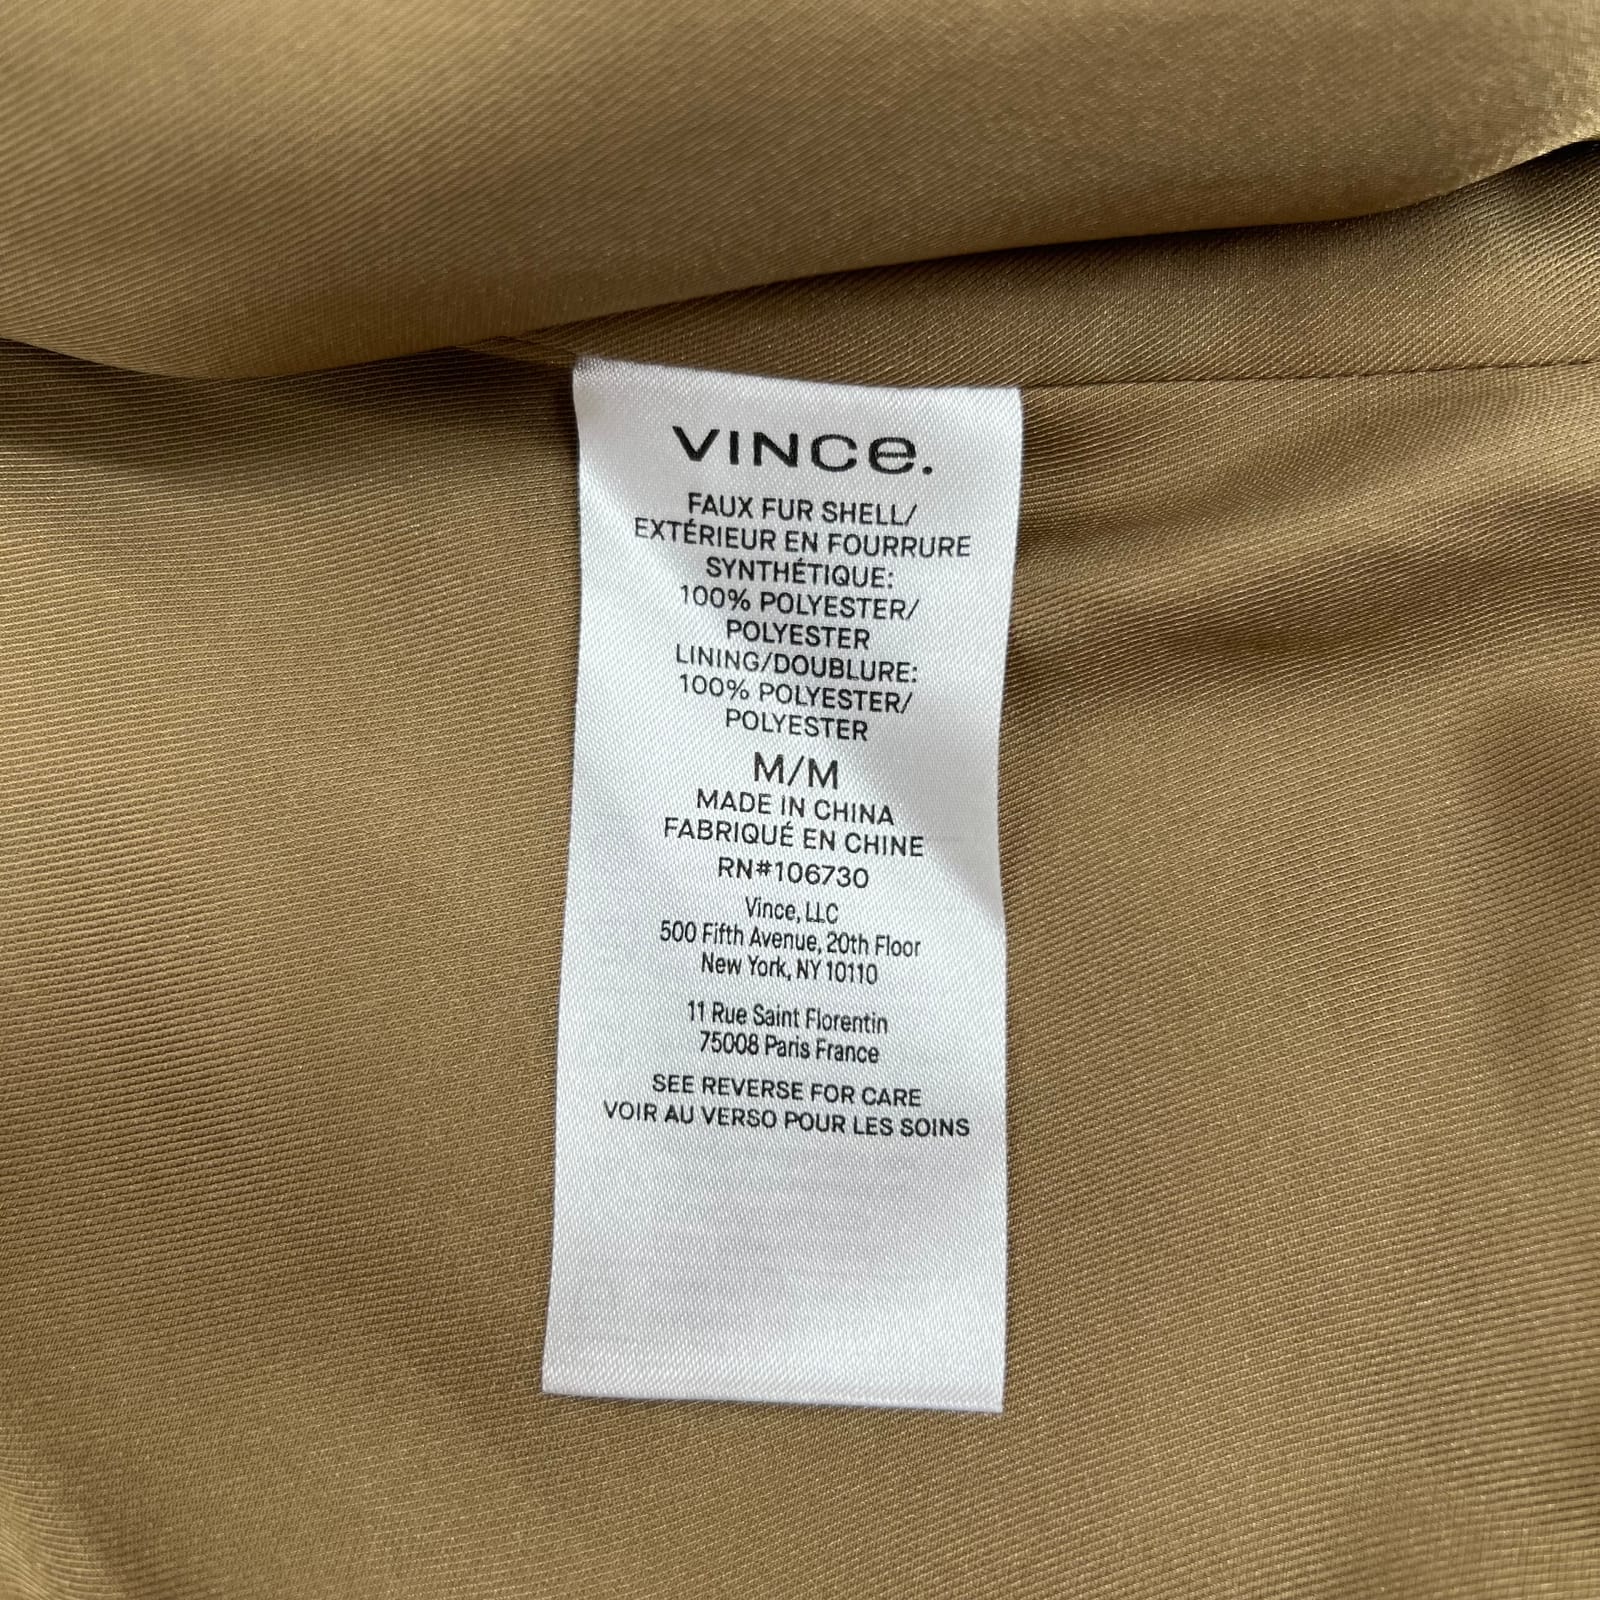 VINCe.
FAUX FUR SHELL/
EXTÉRIEUR EN FOURRURE
SYNTHÉTIQUE:
100% POLYESTER/
POLYESTER
LINING/DOUBLURE:
100% POLYESTER/
POLYESTER
M/M
MADE IN CHINA
FABRIQUÉ EN CHINE
RN#106730
Vince, LLC
500 Fifth Avenue, 20th Floor
New York, NY 10110
11 Rue Saint Florentin
75008 Paris France
SEE REVERSE FOR CARE
VOIR AU VERSO POUR LES SOINS